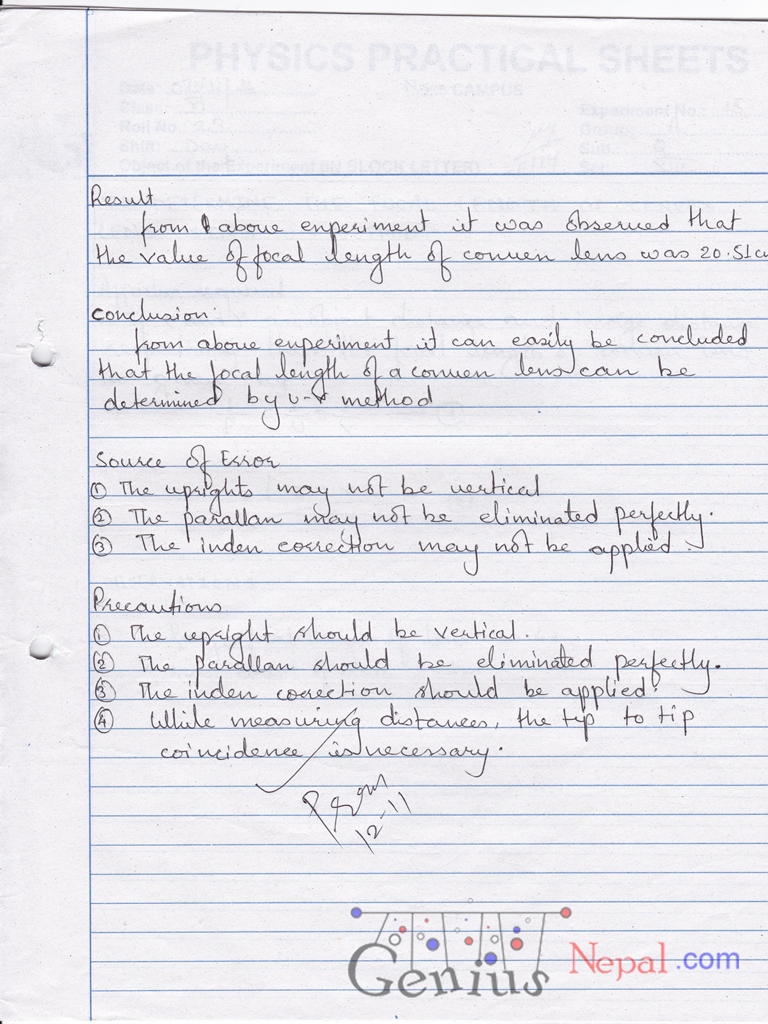 PHYSICS PRACTICAL SHEETS
CAMPUS
Result
from above experiment it was observed that
the value of focal length of convex lens was 20.51cm
Conclusion:
from above experiment it can easily be concluded
that the focal length of a convex lens can be
determined by u-v method
Source of Error
① The uprights may not be vertical
② The parallax may not be eliminated perfectly.
③ The index correction may not be applied.
Precautions
① The upright should be vertical.
② The parallax should be eliminated perfectly.
③ The index correction should be applied.
④ While measuring distances, the tip to tip
coincidence is necessary.
12-11
Genius Nepal.com